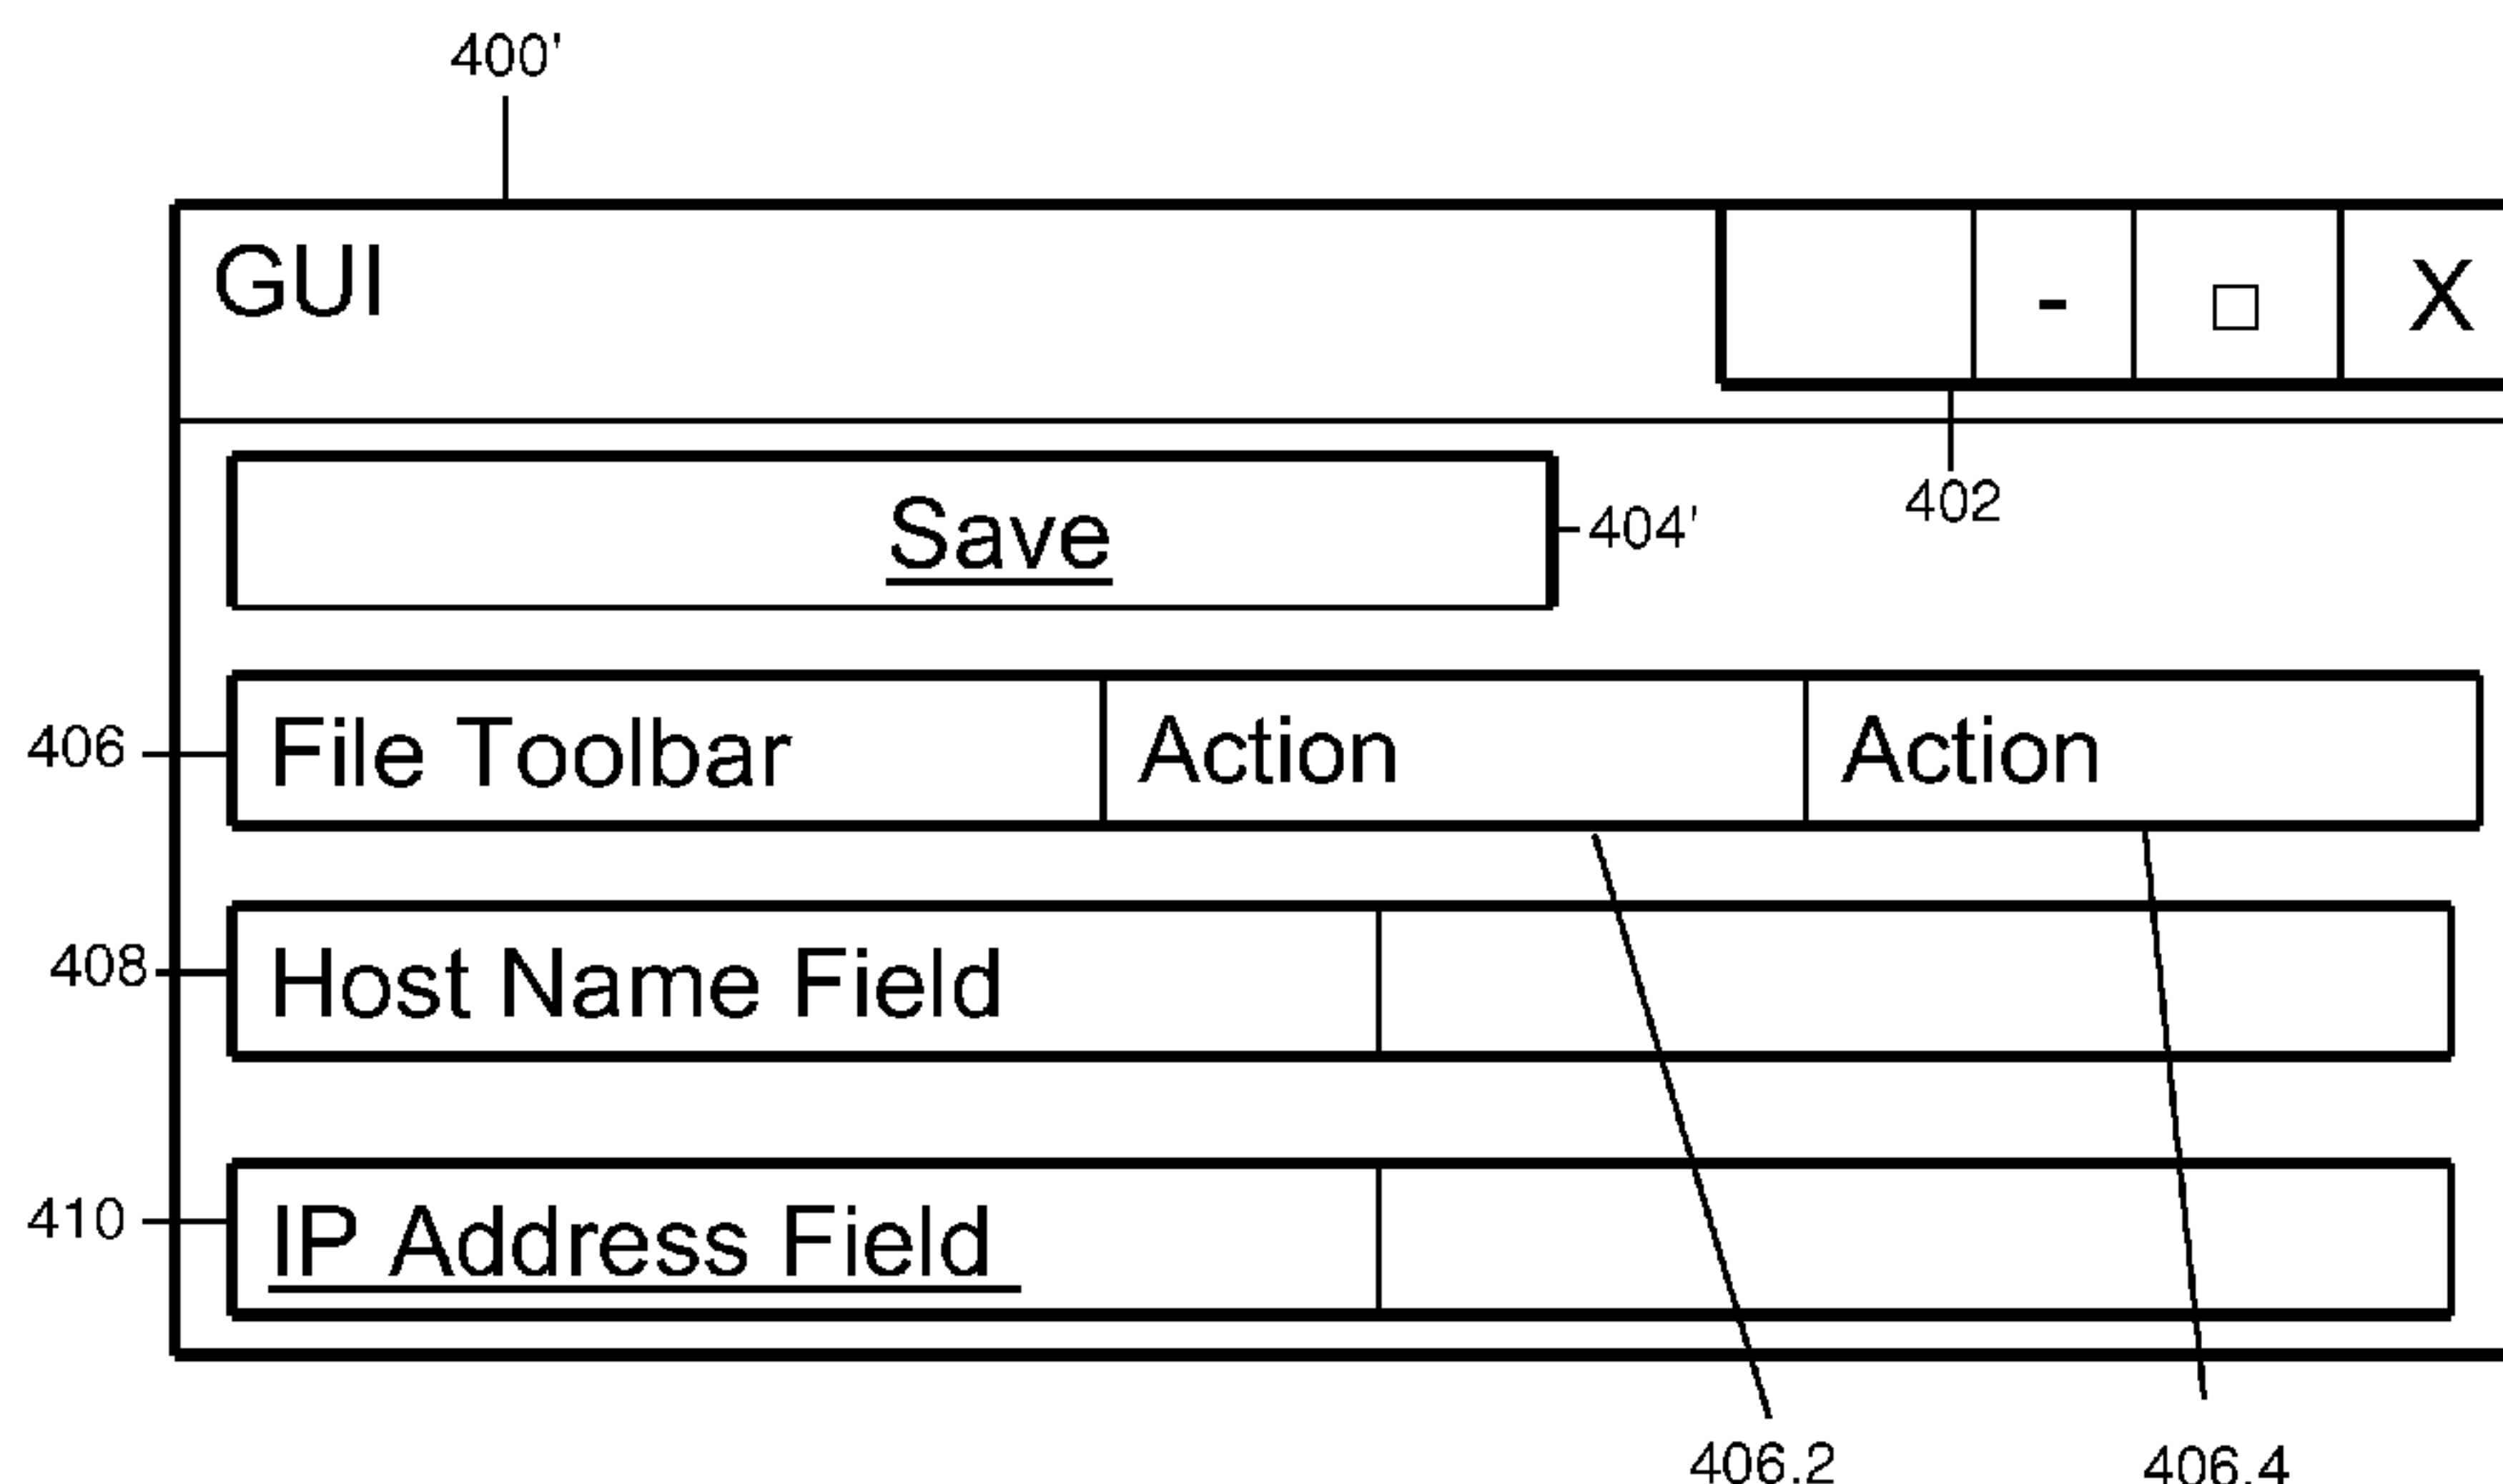 400'
GUI - □ X
402
Save 404'
406 File Toolbar Action Action
408 Host Name Field
410 IP Address Field
406.2 406.4